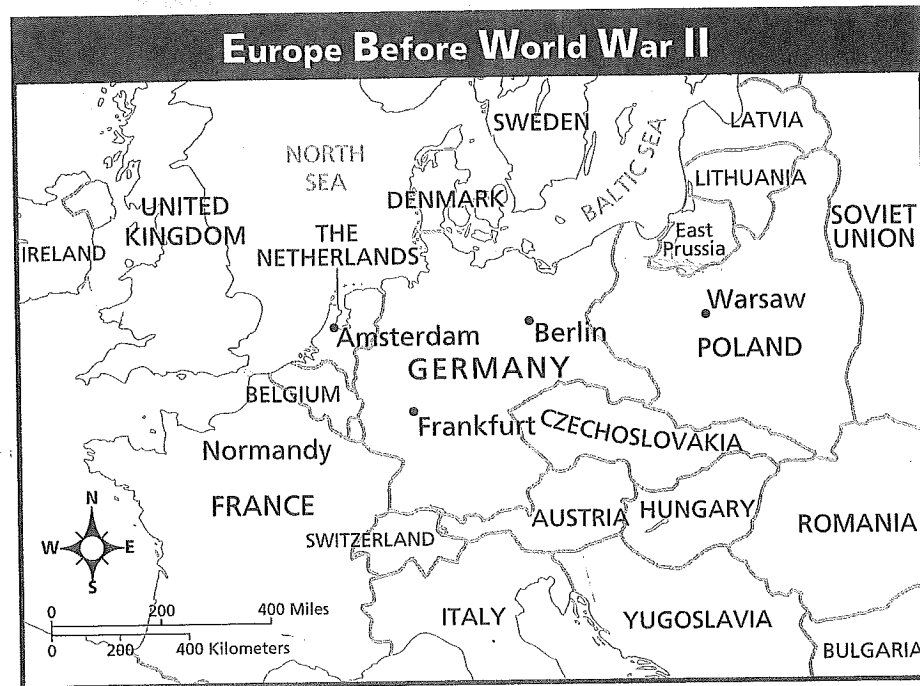 Europe Before World War II
SWEDEN
LATVIA
NORTH
SEA
BALTIC SEA
LITHUANIA
DENMARK
UNITED
KINGDOM
THE
NETHERLANDS
East
Prussia
SOVIET
UNION
IRELAND
Warsaw
Amsterdam
Berlin
POLAND
GERMANY
BELGIUM
Frankfurt
CZECHOSLOVAKIA
Normandy
FRANCE
N
W
E
S
SWITZERLAND
AUSTRIA
HUNGARY
ROMANIA
0 200 400 Miles
0 200 400 Kilometers
ITALY
YUGOSLAVIA
BULGARIA